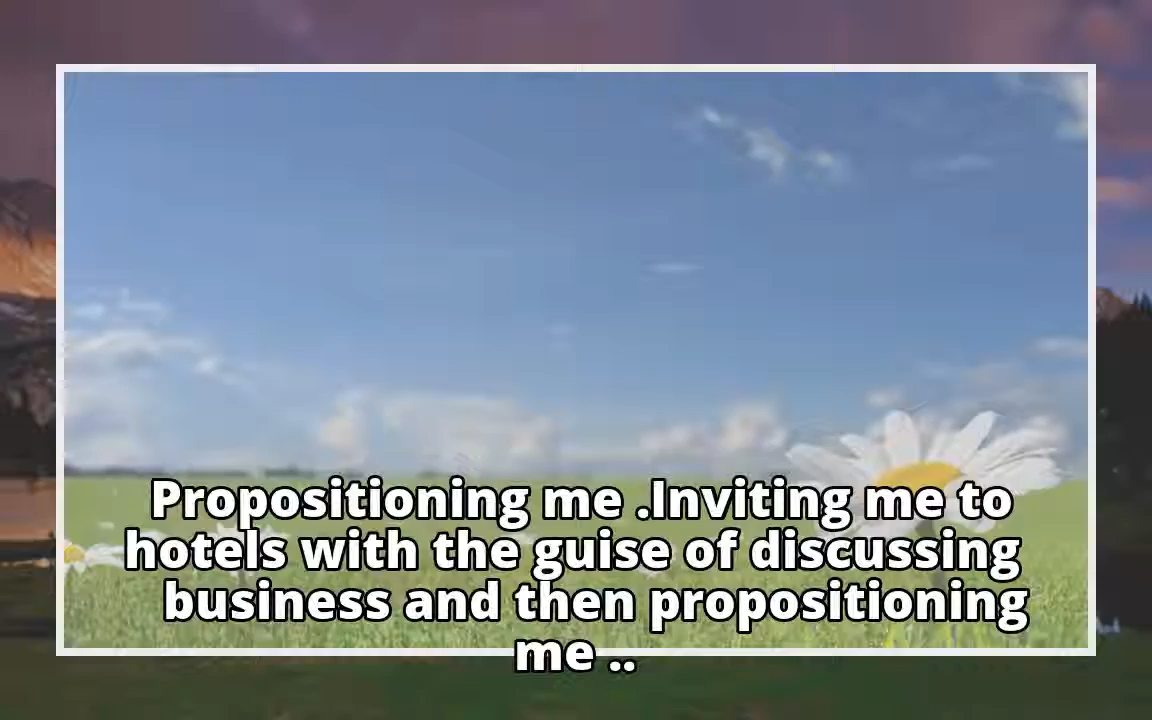 Propositioning me .Inviting me to
hotels with the guise of discussing
business and then propositioning
me ..